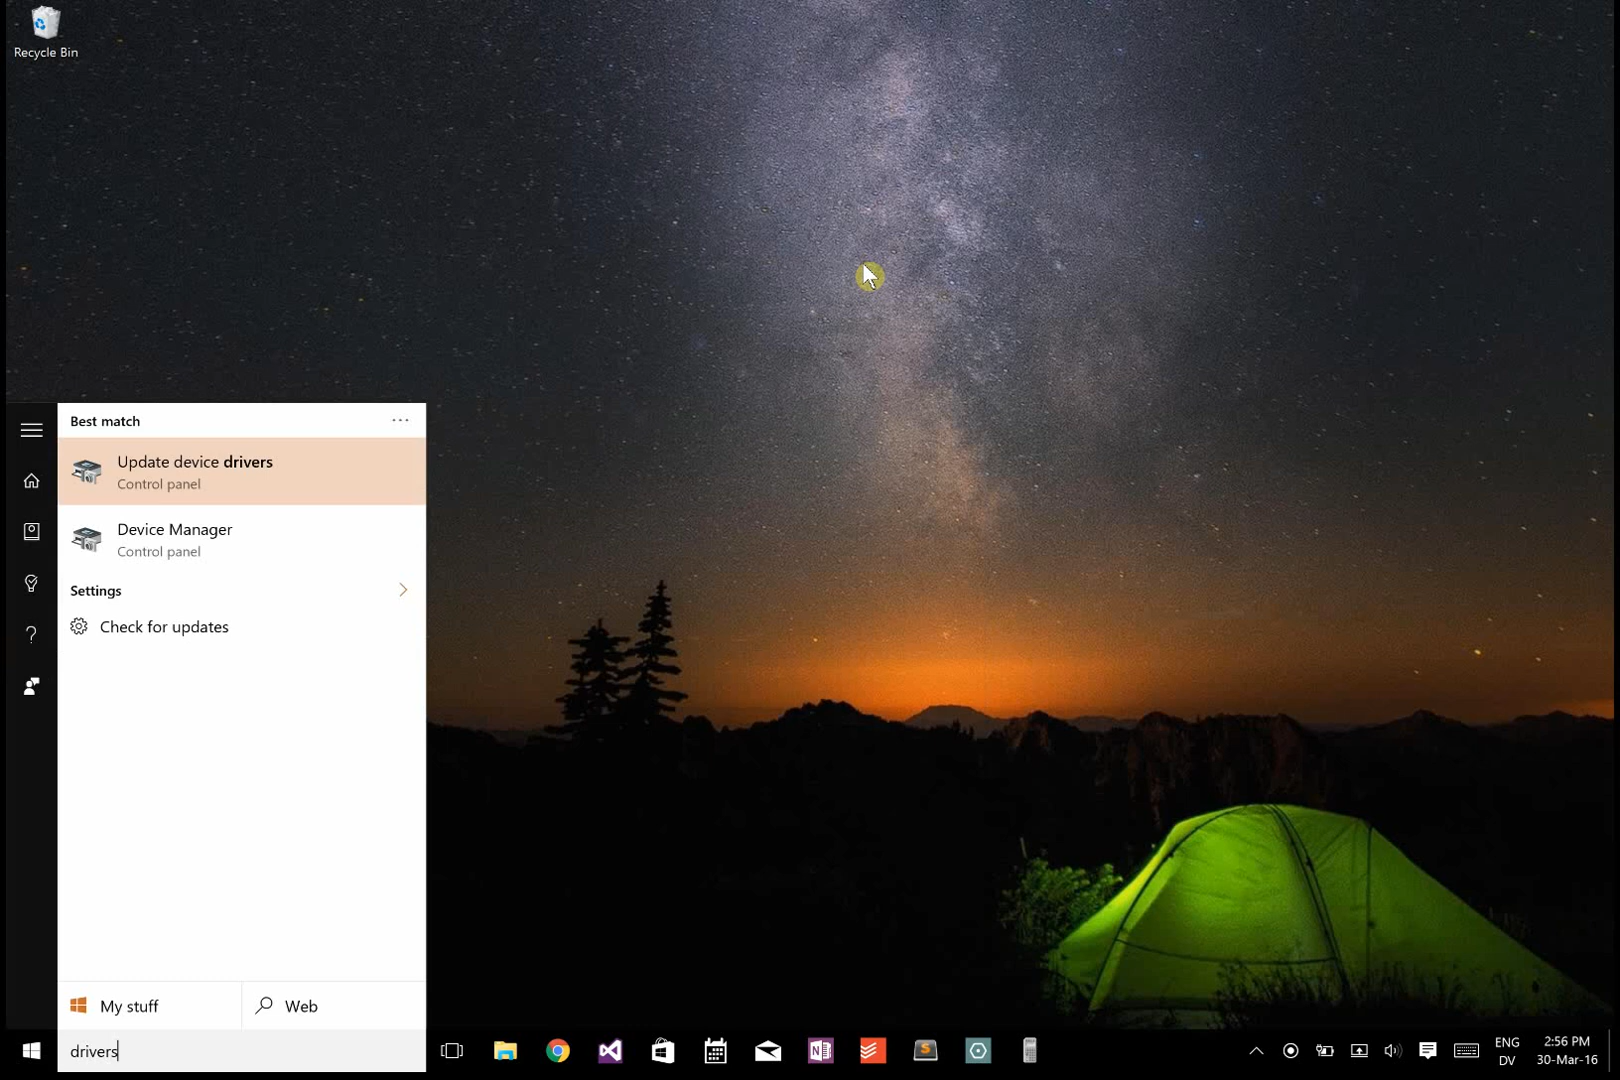 Recycle Bin
Best match
Update device drivers
Control panel
Device Manager
Control panel
Settings
Check for updates
My stuff
Web
drivers
ENG
DV
2:56 PM
30-Mar-16